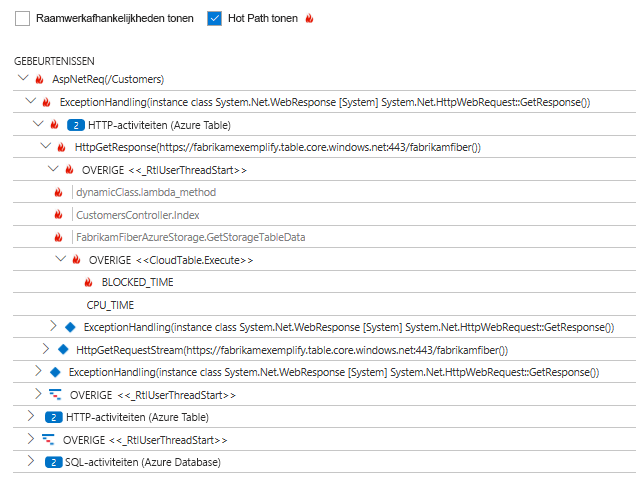 Raamwerkafhankelijkheden tonen Hot Path tonen
GEBEURTENISSEN
AspNetReq(/Customers)
ExceptionHandling(instance class System.Net.WebResponse [System] System.Net.HttpWebRequest::GetResponse())
2 HTTP-activiteiten (Azure Table)
HttpGetResponse(https://fabrikamexemplify.table.core.windows.net:443/fabrikamfiber())
OVERIGE <<_RtlUserThreadStart>>
dynamicClass.lambda_method
CustomersController.Index
FabrikamFiberAzureStorage.GetStorageTableData
OVERIGE <<CloudTable.Execute>>
BLOCKED_TIME
CPU_TIME
ExceptionHandling(instance class System.Net.WebResponse [System] System.Net.HttpWebRequest::GetResponse())
HttpGetRequestStream(https://fabrikamexemplify.table.core.windows.net:443/fabrikamfiber())
ExceptionHandling(instance class System.Net.WebResponse [System] System.Net.HttpWebRequest::GetResponse())
OVERIGE <<_RtlUserThreadStart>>
2 HTTP-activiteiten (Azure Table)
OVERIGE <<_RtlUserThreadStart>>
2 SQL-activiteiten (Azure Database)